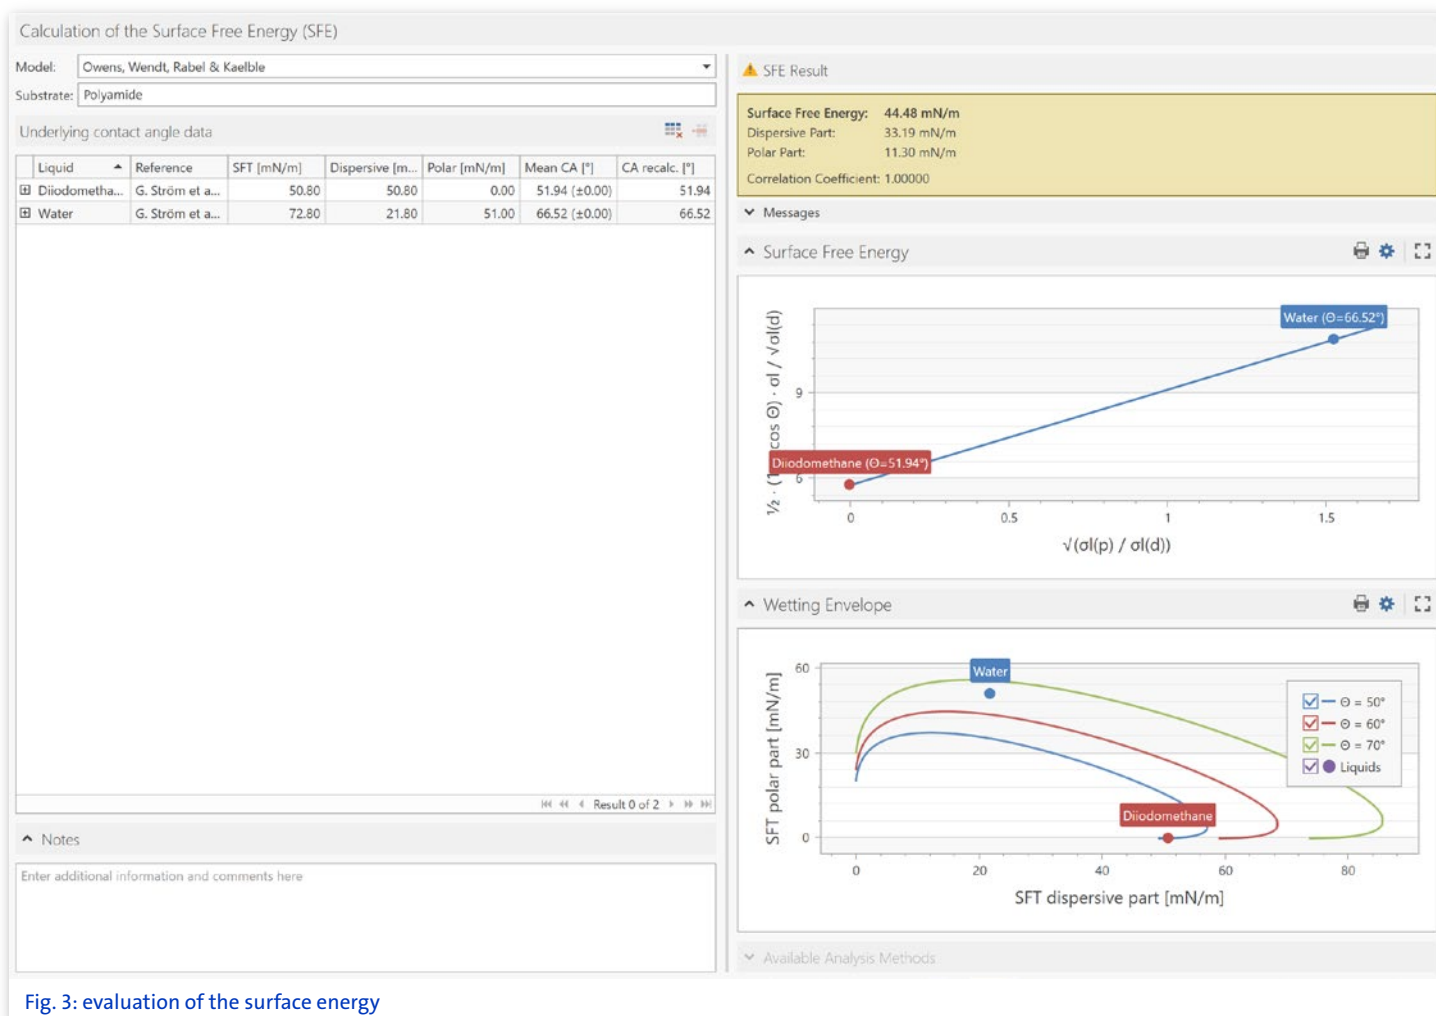 Calculation of the Surface Free Energy (SFE)
Model: Owens, Wendt, Rabel & Kaelble
Substrate: Polyamide
Underlying contact angle data
Liquid Reference SFT [mN/m] Dispersive [m... Polar [mN/m] Mean CA [°] CA recalc. [°]
Diiodometha... G. Ström et a... 50.80 50.80 0.00 51.94 (±0.00) 51.94
Water G. Ström et a... 72.80 21.80 51.00 66.52 (±0.00) 66.52
Result 0 of 2
Notes
Enter additional information and comments here
SFE Result
Surface Free Energy: 44.48 mN/m
Dispersive Part: 33.19 mN/m
Polar Part: 11.30 mN/m
Correlation Coefficient: 1.00000
Messages
Surface Free Energy
Water (Θ=66.52°)
Diiodomethane (Θ=51.94°)
½ · (1 cos Θ) · σl / √σl(d)
9
6
0 0.5 1 1.5
√(σl(p) / σl(d))
Wetting Envelope
Water
Diiodomethane
Θ = 50°
Θ = 60°
Θ = 70°
Liquids
SFT polar part [mN/m]
60
30
0
0 20 40 60 80
SFT dispersive part [mN/m]
Available Analysis Methods
Fig. 3: evaluation of the surface energy